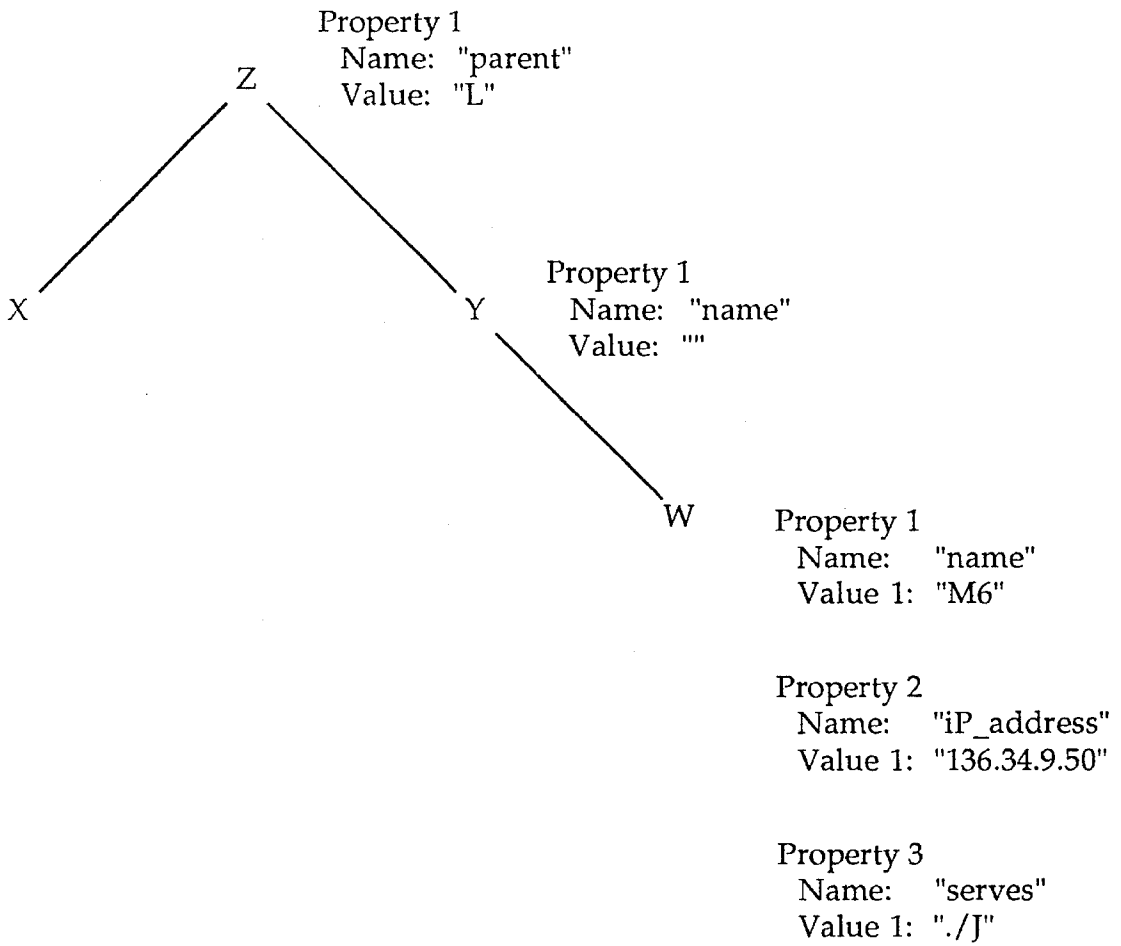 Property 1
Name: "parent"
Z
Value: "L"
Property 1
X
Y
Name: "name"
Value: ""
W
Property 1
Name: "name"
Value 1: "M6"
Property 2
Name: "iP_address"
Value 1: "136.34.9.50"
Property 3
Name: "serves"
Value 1: "./J"